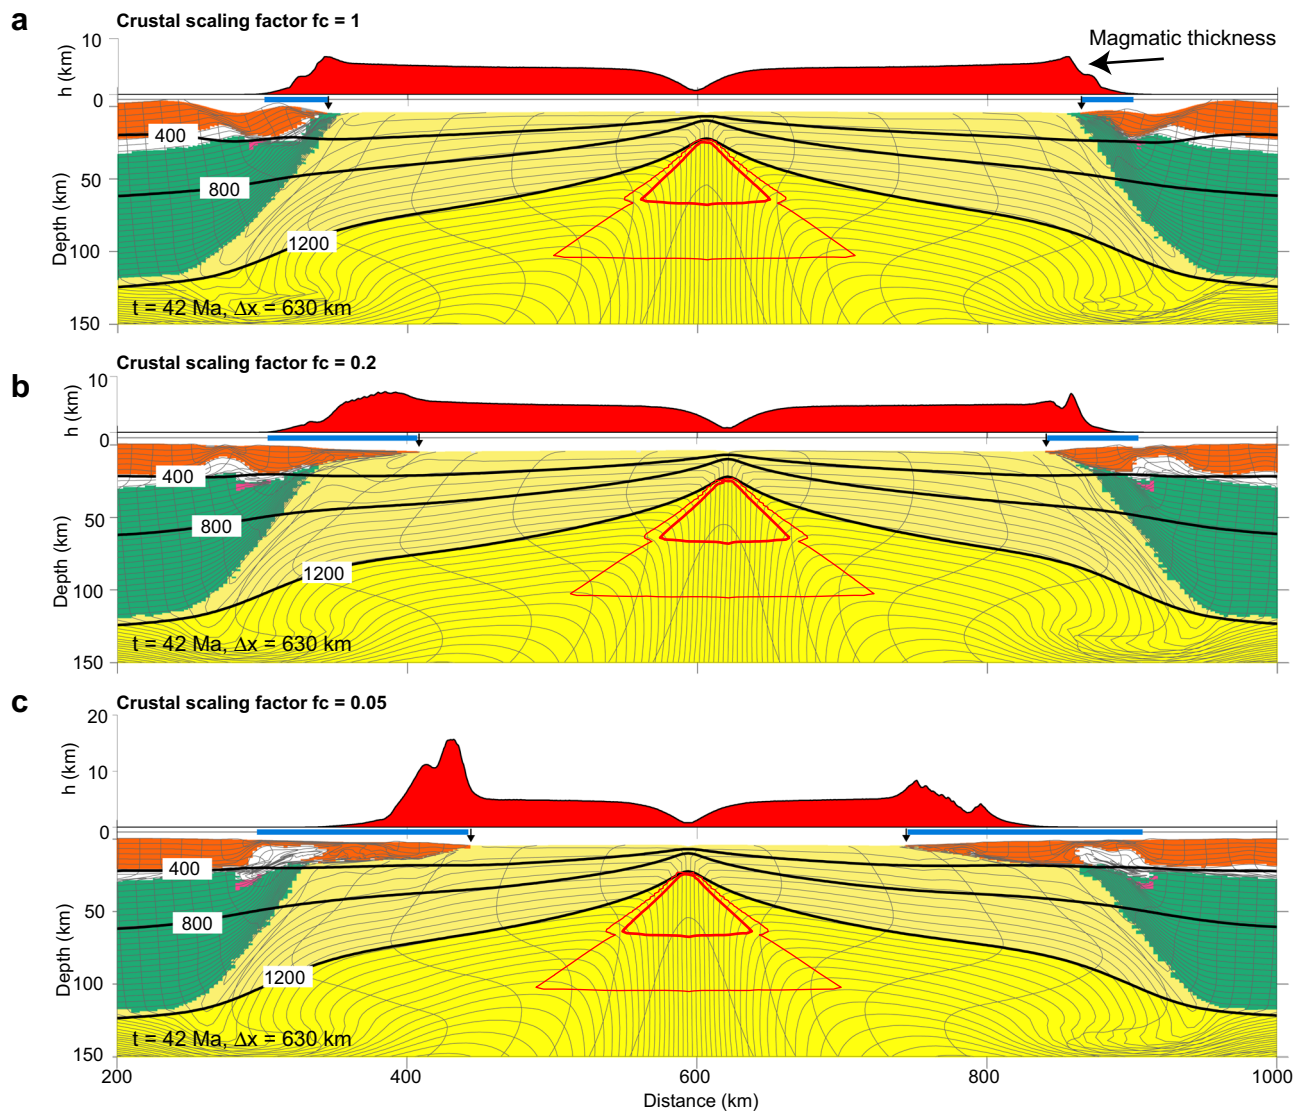 a
Crustal scaling factor fc = 1
10
h (km)
0
Magmatic thickness
400
800
1200
50
100
150
Depth (km)
t = 42 Ma, Δx = 630 km
b
Crustal scaling factor fc = 0.2
10
h (km)
0
400
800
1200
50
100
150
Depth (km)
t = 42 Ma, Δx = 630 km
c
Crustal scaling factor fc = 0.05
20
10
h (km)
0
400
800
1200
50
100
150
Depth (km)
t = 42 Ma, Δx = 630 km
200 400 600 800 1000
Distance (km)